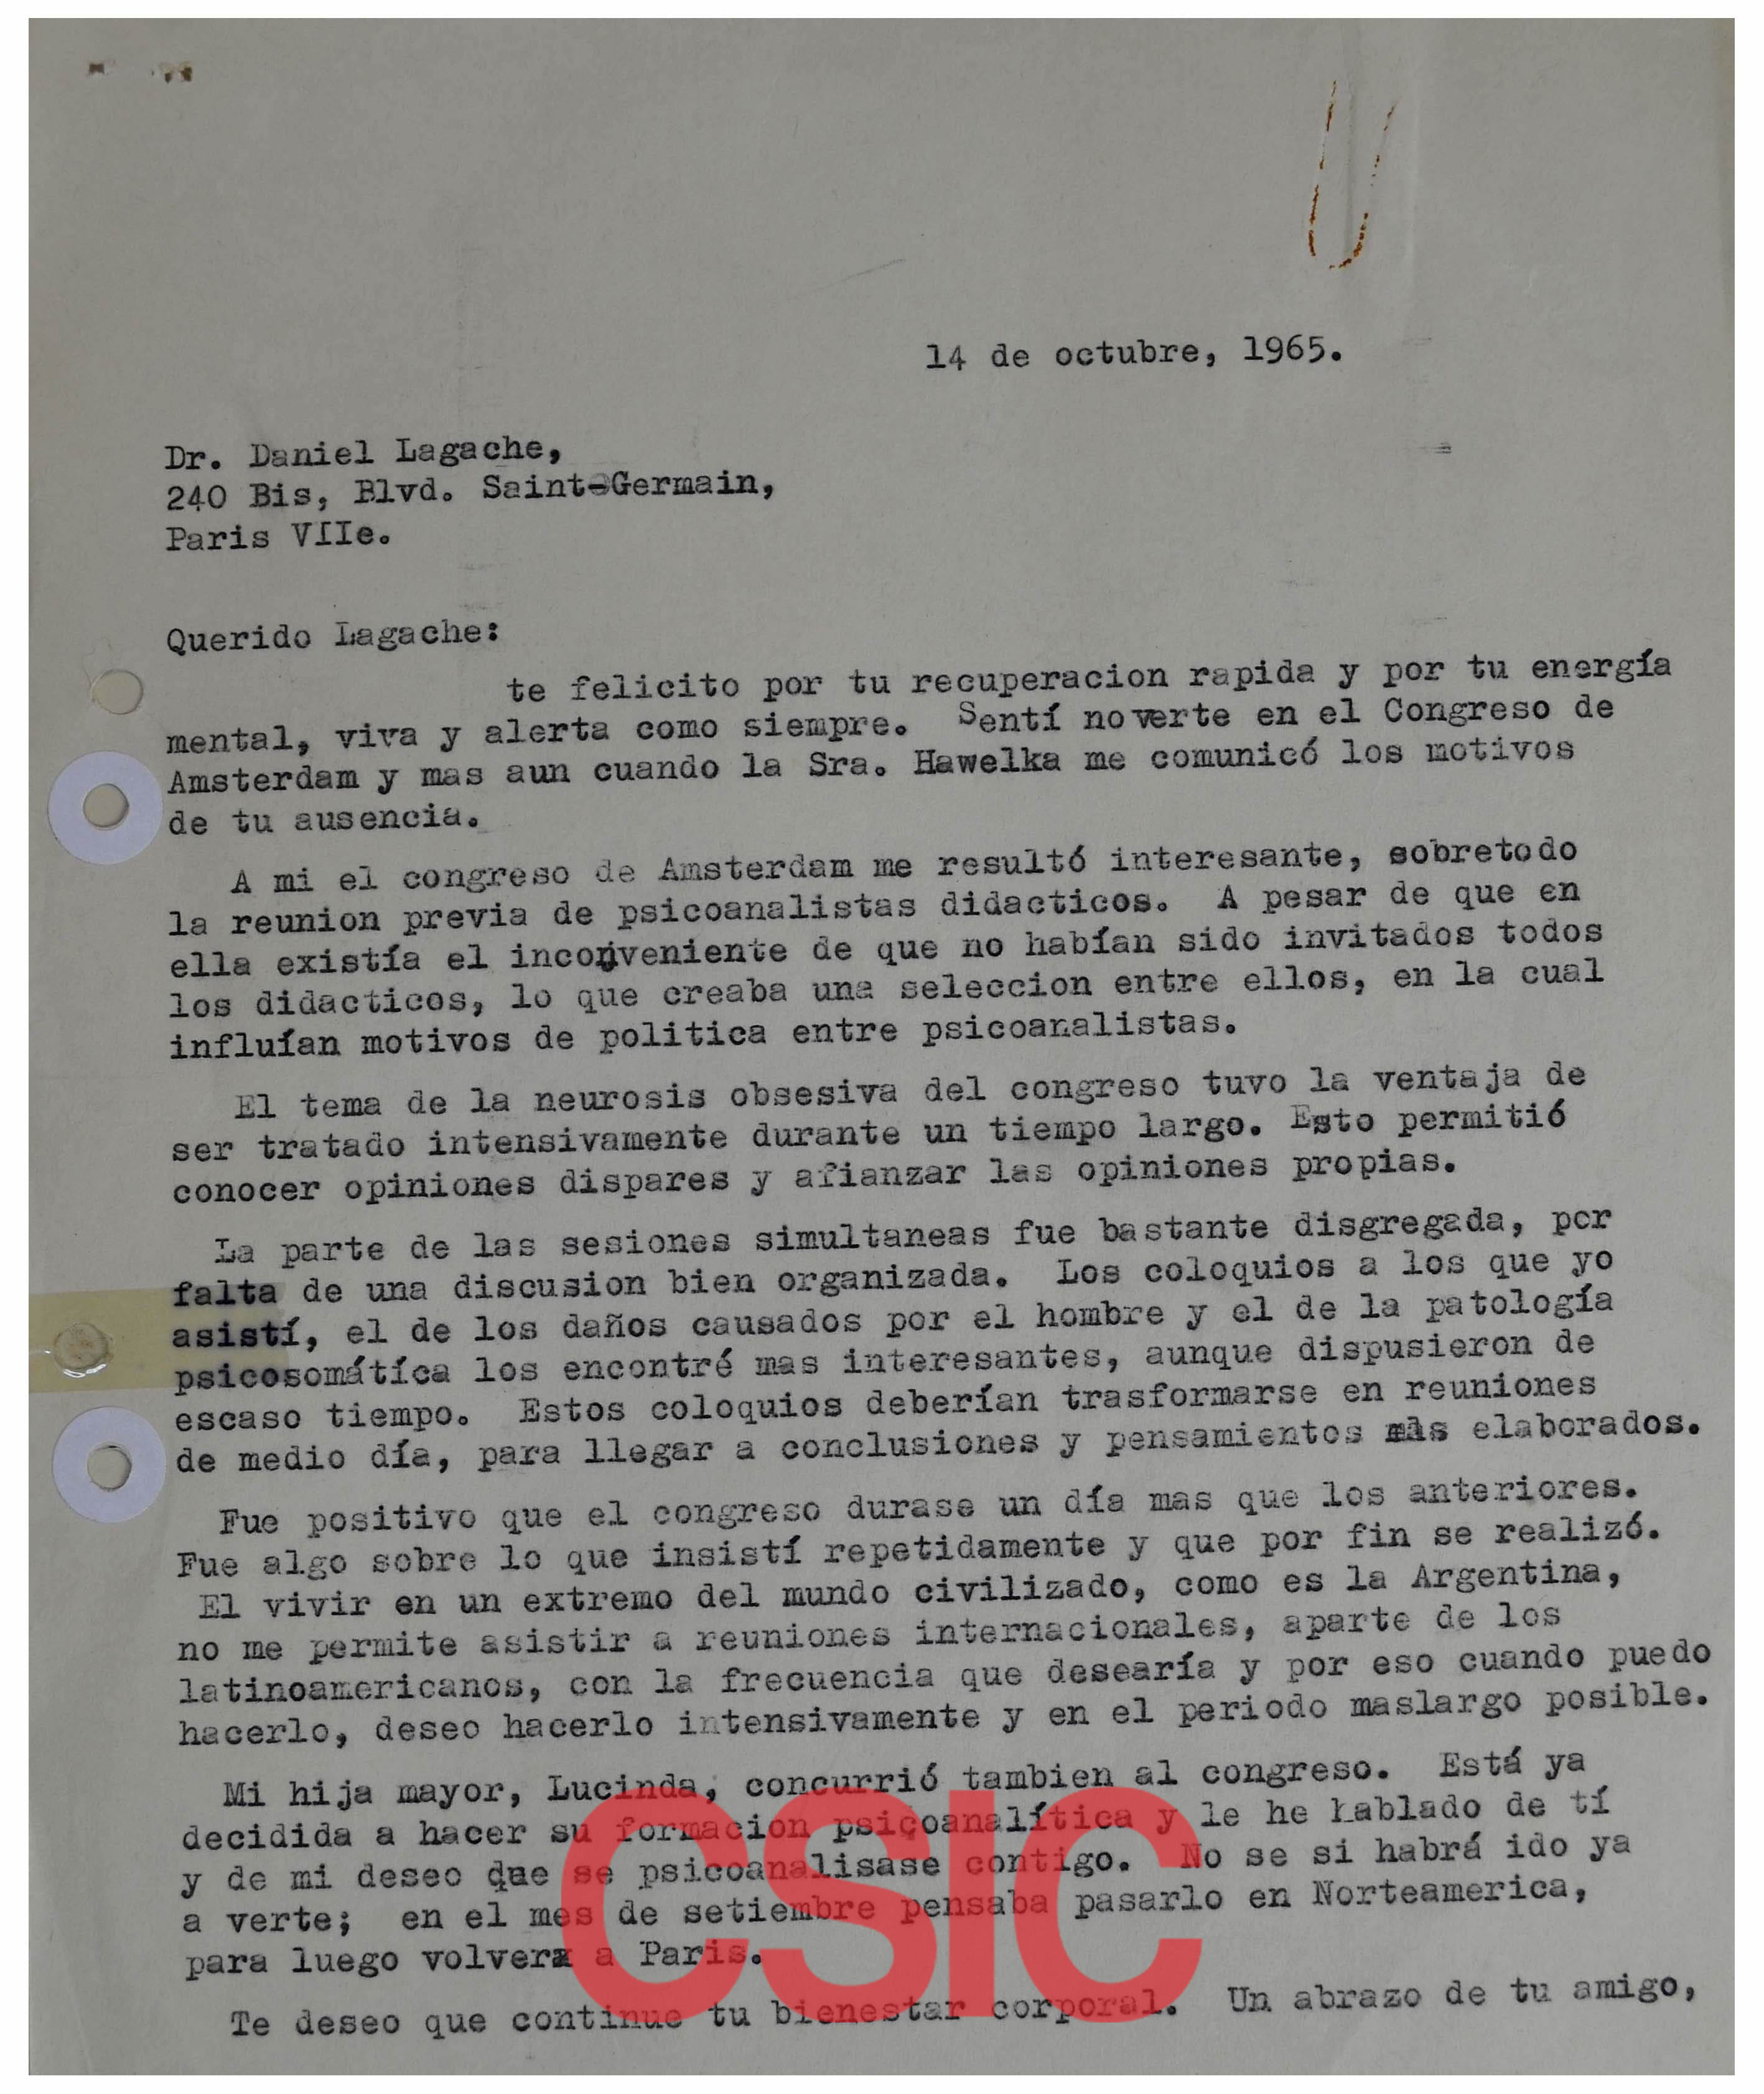 14 de octubre, 1965.
Dr. Daniel Lagache,
240 Bis, Blvd. Saint-Germain,
Paris VIIe.
Querido Lagache:
te felicito por tu recuperacion rapida y por tu energía
mental, viva y alerta como siempre. Sentí no verte en el Congreso de
Amsterdam y mas aun cuando la Sra. Hawelka me comunicó los motivos
de tu ausencia.
A mi el congreso de Amsterdam me resultó interesante, sobretodo
la reunion previa de psicoanalistas didacticos. A pesar de que en
ella existía el inconveniente de que no habían sido invitados todos
los didacticos, lo que creaba una seleccion entre ellos, en la cual
influían motivos de politica entre psicoanalistas.
El tema de la neurosis obsesiva del congreso tuvo la ventaja de
ser tratado intensivamente durante un tiempo largo. Esto permitió
conocer opiniones dispares y afianzar las opiniones propias.
La parte de las sesiones simultaneas fue bastante disgregada, por
falta de una discusion bien organizada. Los coloquios a los que yo
asistí, el de los daños causados por el hombre y el de la patología
psicosomátíca los encontré mas interesantes, aunque dispusieron de
escaso tiempo. Estos coloquios deberían trasformarse en reuniones
de medio día, para llegar a conclusiones y pensamientos mas elaborados.
Fue positivo que el congreso durase un día mas que los anteriores.
Fue algo sobre lo que insistí repetidamente y que por fin se realizó.
El vivir en un extremo del mundo civilizado, como es la Argentina,
no me permite asistir a reuniones internacionales, aparte de los
latinoamericanos, con la frecuencia que desearía y por eso cuando puedo
hacerlo, deseo hacerlo intensivamente y en el periodo maslargo posible.
Mi hija mayor, Lucinda, concurrió tambien al congreso. Está ya
decidida a hacer su formacion psicoanalítica y le he hablado de tí
y de mi deseo que se psicoanalisase contigo. No se si habrá ido ya
a verte; en el mes de setiembre pensaba pasarlo en Norteamerica,
para luego volver a Paris.
Te deseo que continue tu bienestar corporal. Un abrazo de tu amigo,
CSIC